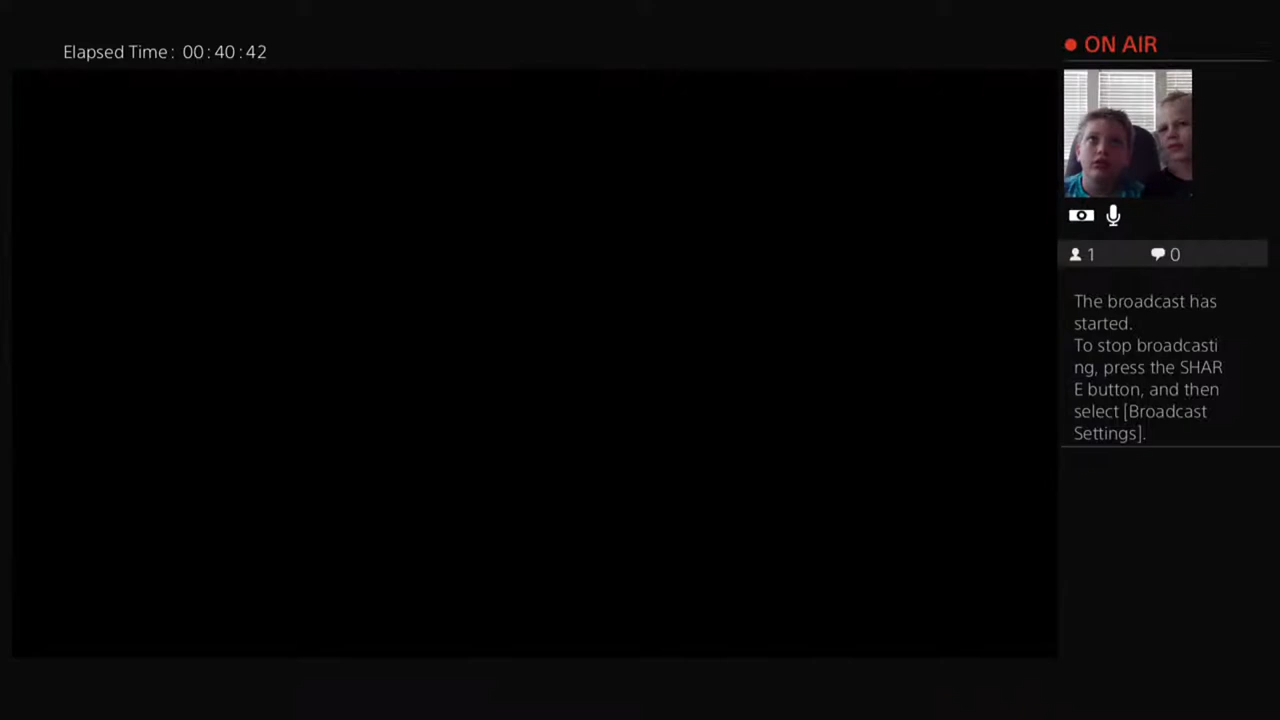 Elapsed Time: 00:40:42
ON AIR
1 0
The broadcast has
started.
To stop broadcasti
ng, press the SHAR
E button, and then
select [Broadcast
Settings].